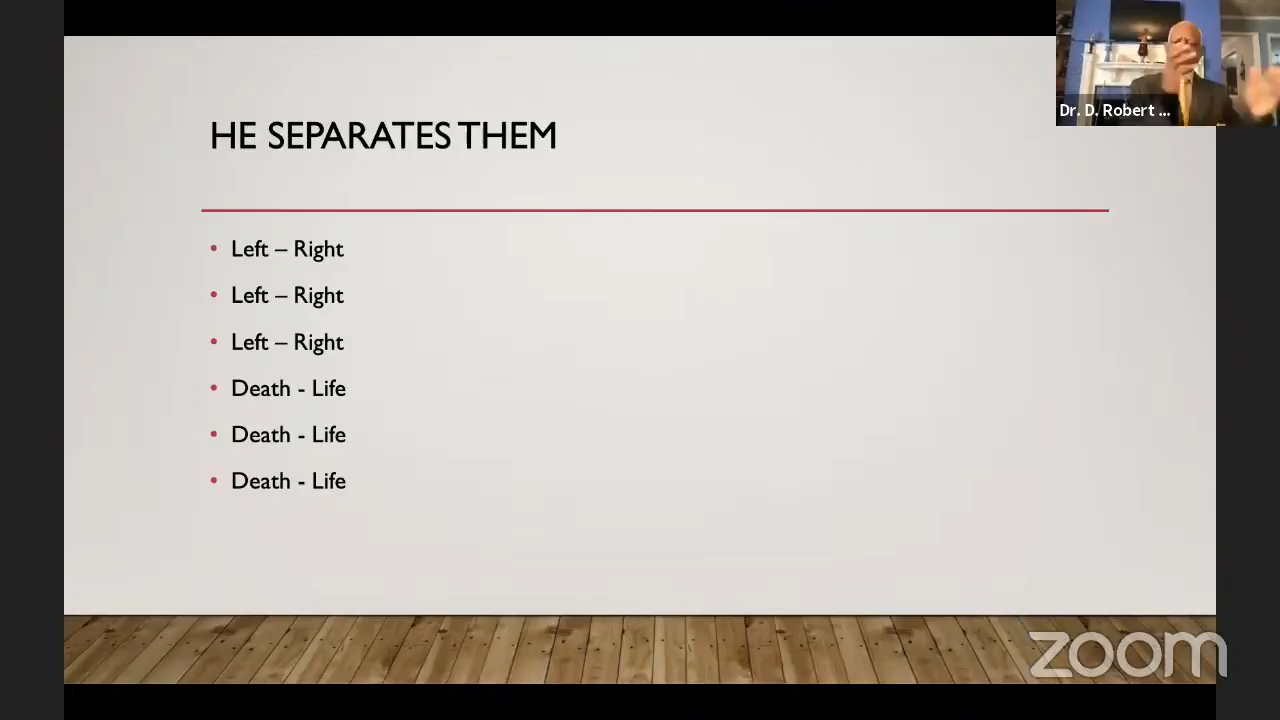 Dr. D. Robert ...
HE SEPARATES THEM
• Left – Right
• Left – Right
• Left – Right
• Death - Life
• Death - Life
• Death - Life
zoom